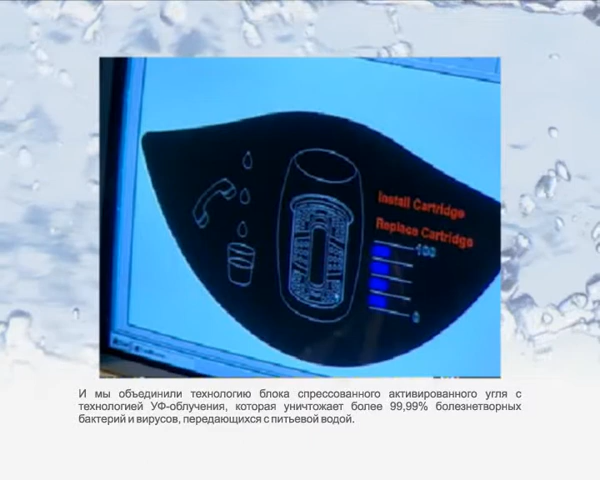 Install Cartridge
Replace Cartridge
100
0
И мы объединили технологию блока спрессованного активированного угля с
технологией УФ-облучения, которая уничтожает более 99,99% болезнетворных
бактерий и вирусов, передающихся с питьевой водой.